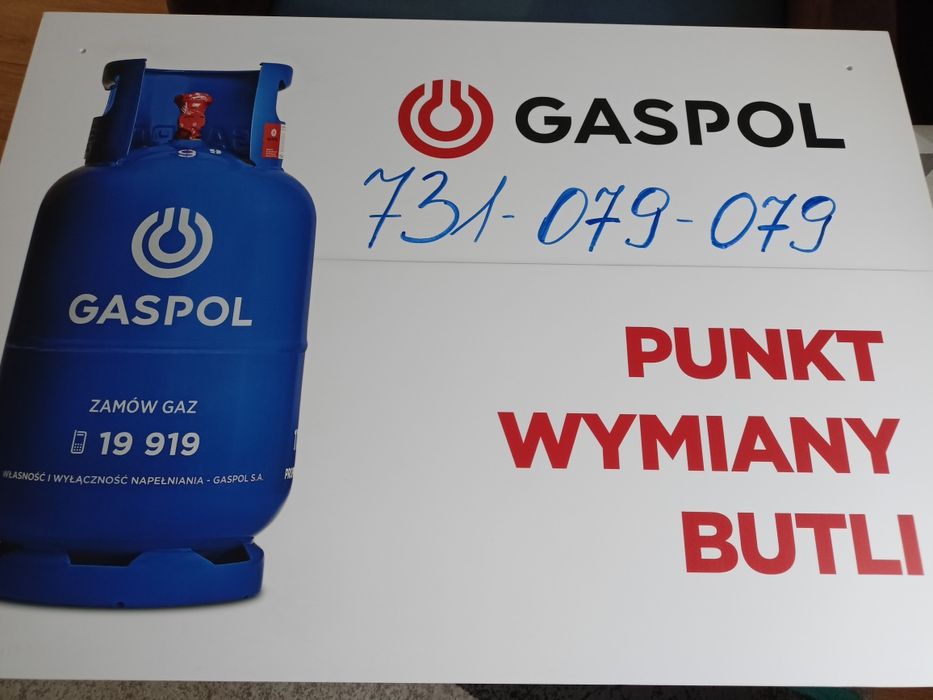 GASPOL
731-079-079
PUNKT
WYMIANY
BUTLI
GASPOL
ZAMÓW GAZ
19 919
WŁASNOŚĆ I WYŁĄCZNOŚĆ NAPEŁNIANIA - GASPOL S.A.